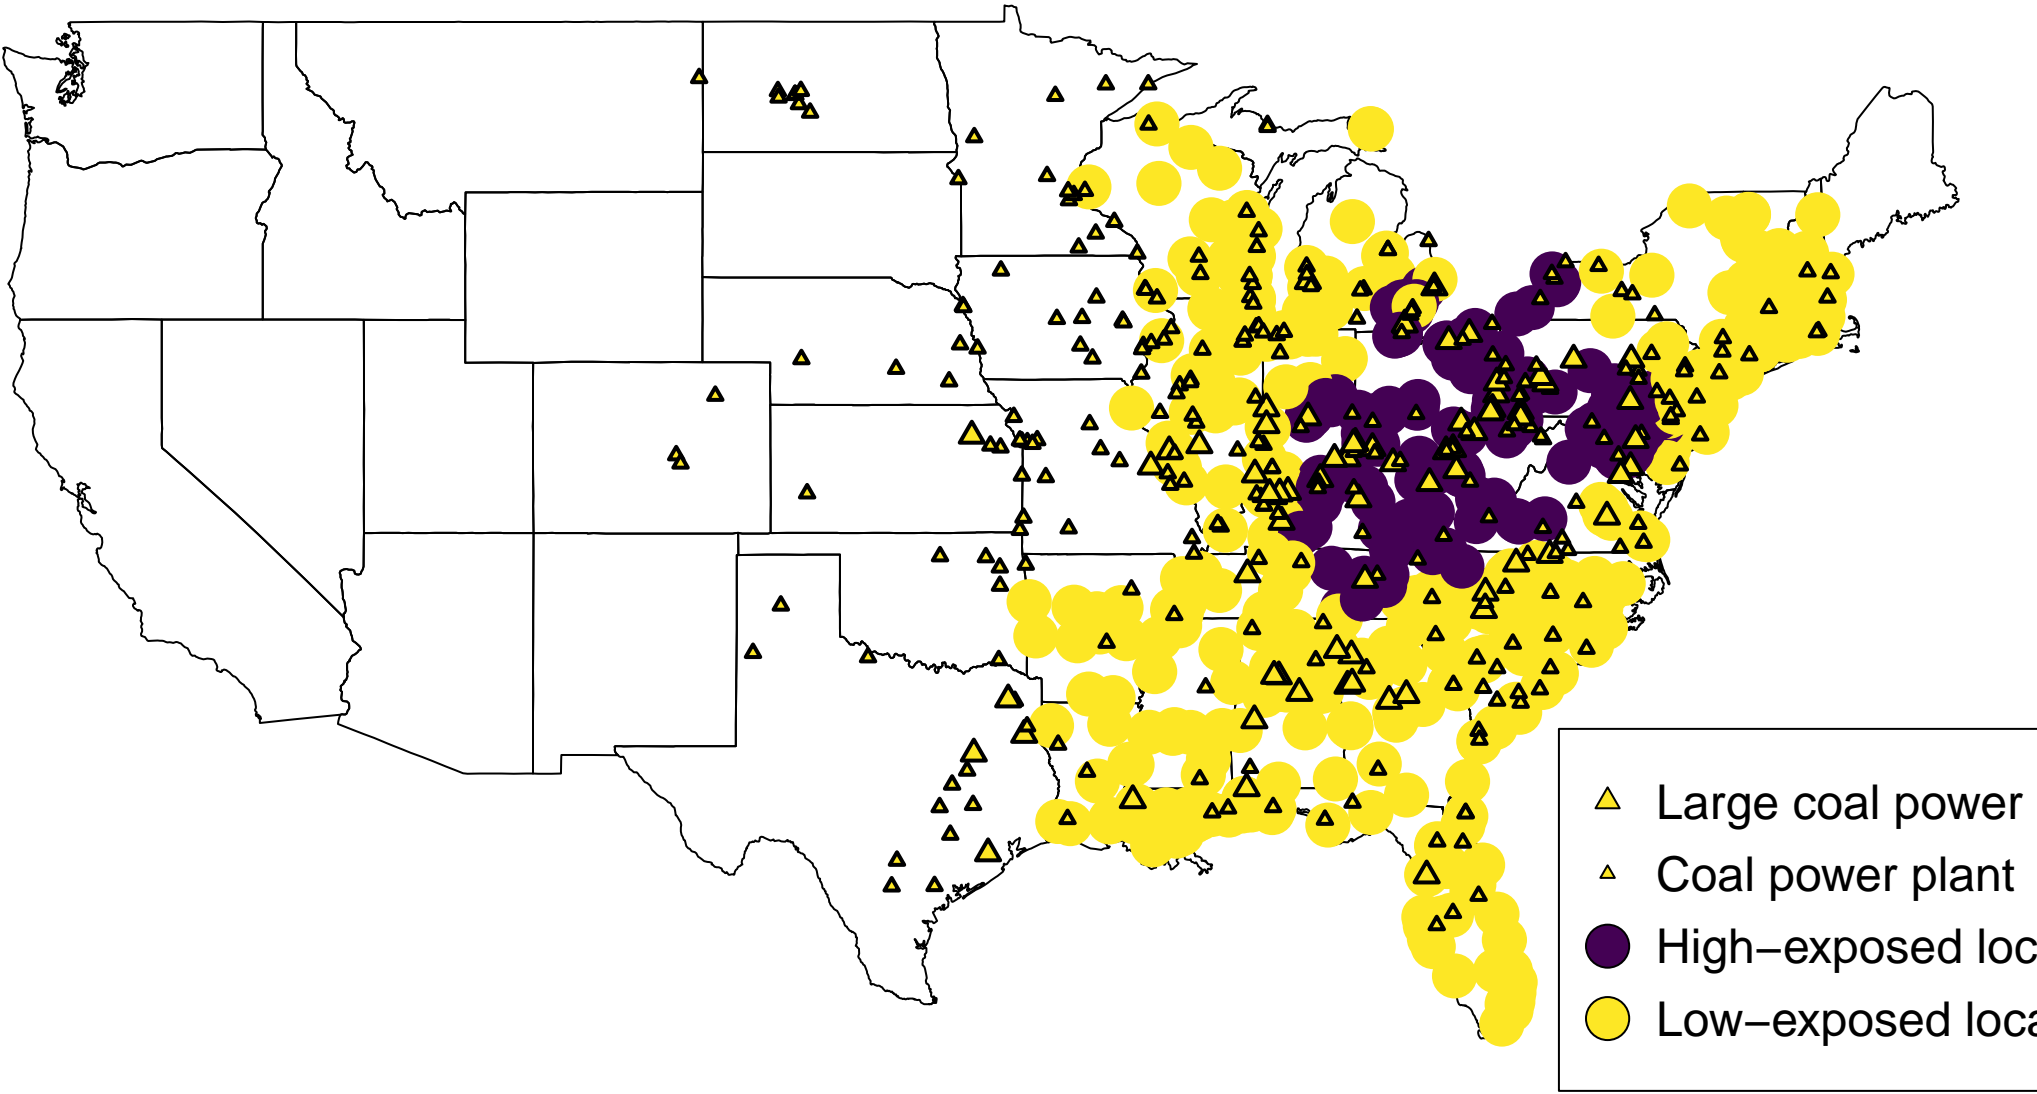 Large coal power
Coal power plant
High−exposed loc
Low−exposed loca